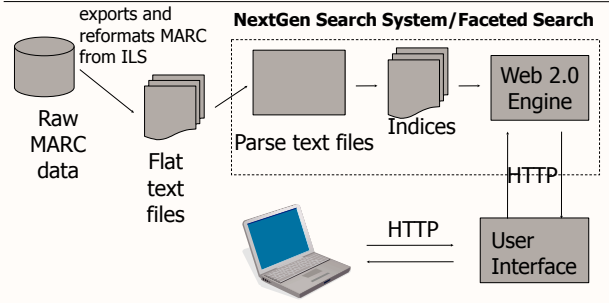 exports and
reformats MARC
from ILS
NextGen Search System/Faceted Search
Raw
MARC
data
Flat
text
files
Parse text files
Indices
Web 2.0
Engine
HTTP
HTTP
User
Interface